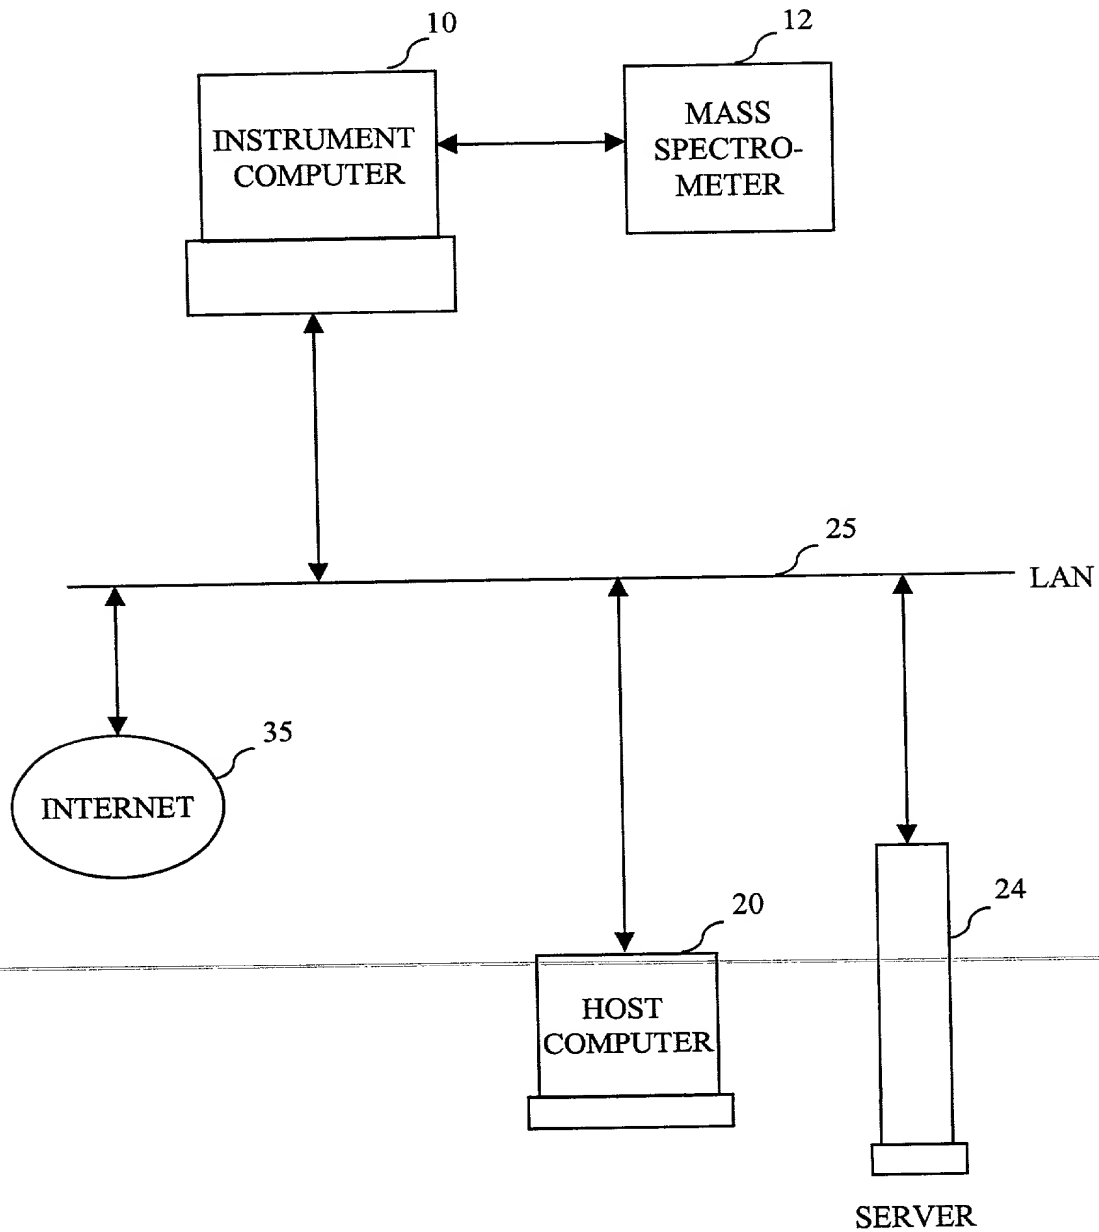 10
12
INSTRUMENT
COMPUTER
MASS
SPECTRO-
METER
25
LAN
35
INTERNET
20
24
HOST
COMPUTER
SERVER